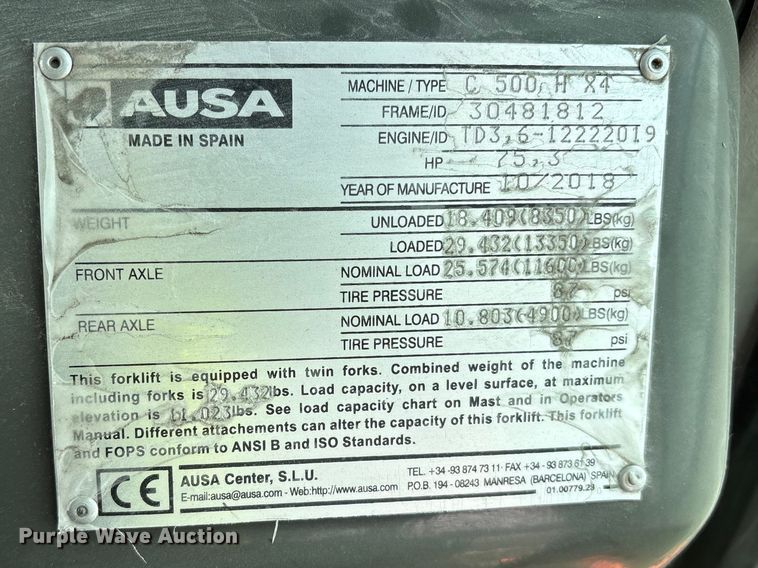 AUSA
MADE IN SPAIN
MACHINE/TYPE C 500 H X4
FRAME/ID 30481812
ENGINE/ID TD3,6-12222019
HP 75,3
YEAR OF MANUFACTURE 10/2018
WEIGHT UNLOADED 18.409(8350) LBS(kg)
LOADED 29.432(13350) LBS(kg)
FRONT AXLE NOMINAL LOAD 25.574(11600) LBS(kg)
TIRE PRESSURE 87 psi
REAR AXLE NOMINAL LOAD 10.803(4900) LBS(kg)
TIRE PRESSURE 87 psi
This forklift is equipped with twin forks. Combined weight of the machine
including forks is 29.432lbs. Load capacity, on a level surface, at maximum
elevation is 11.023lbs. See load capacity chart on Mast and in Operators
Manual. Different attachements can alter the capacity of this forklift. This forklift
and FOPS conform to ANSI B and ISO Standards.
CE
AUSA Center, S.L.U.
E-mail:ausa@ausa.com - Web:http://www.ausa.com
TEL. +34 -93 874 73 11- FAX +34 - 93 873 61 39
P.O.B. 194 - 08243 MANRESA (BARCELONA) SPAIN
01.00779.23
Purple Wave Auction